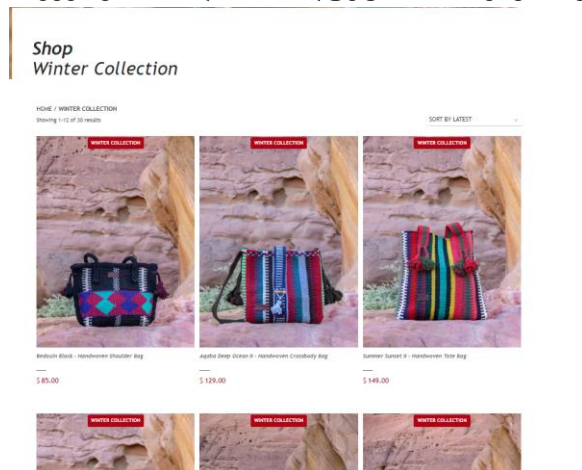 Shop
Winter Collection
HOME / WINTER COLLECTION
Showing 1–12 of 30 results
SORT BY LATEST
WINTER COLLECTION
WINTER COLLECTION
WINTER COLLECTION
Bedouin Black - Handwoven Shoulder Bag
Aqaba Deep Ocean II - Handwoven Crossbody Bag
Summer Sunset II - Handwoven Tote Bag
$ 85.00
$ 129.00
$ 149.00
WINTER COLLECTION
WINTER COLLECTION
WINTER COLLECTION